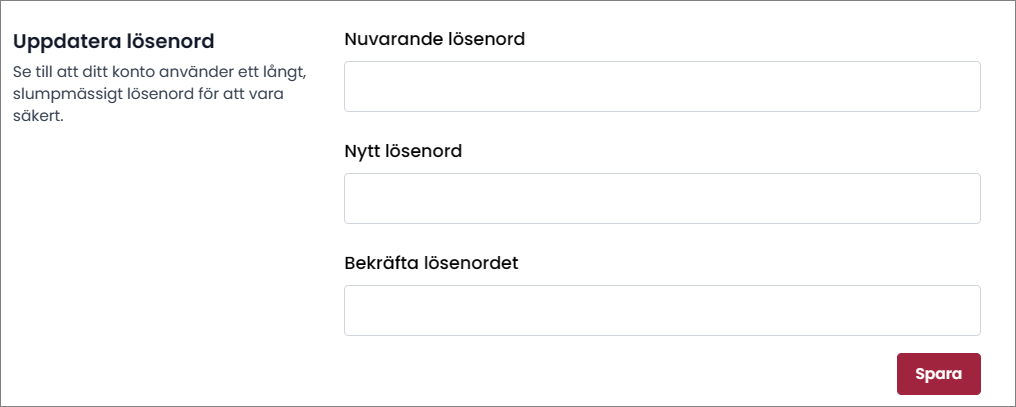 Uppdatera lösenord
Se till att ditt konto använder ett långt,
slumpmässigt lösenord för att vara
säkert.
Nuvarande lösenord
Nytt lösenord
Bekräfta lösenordet
Spara